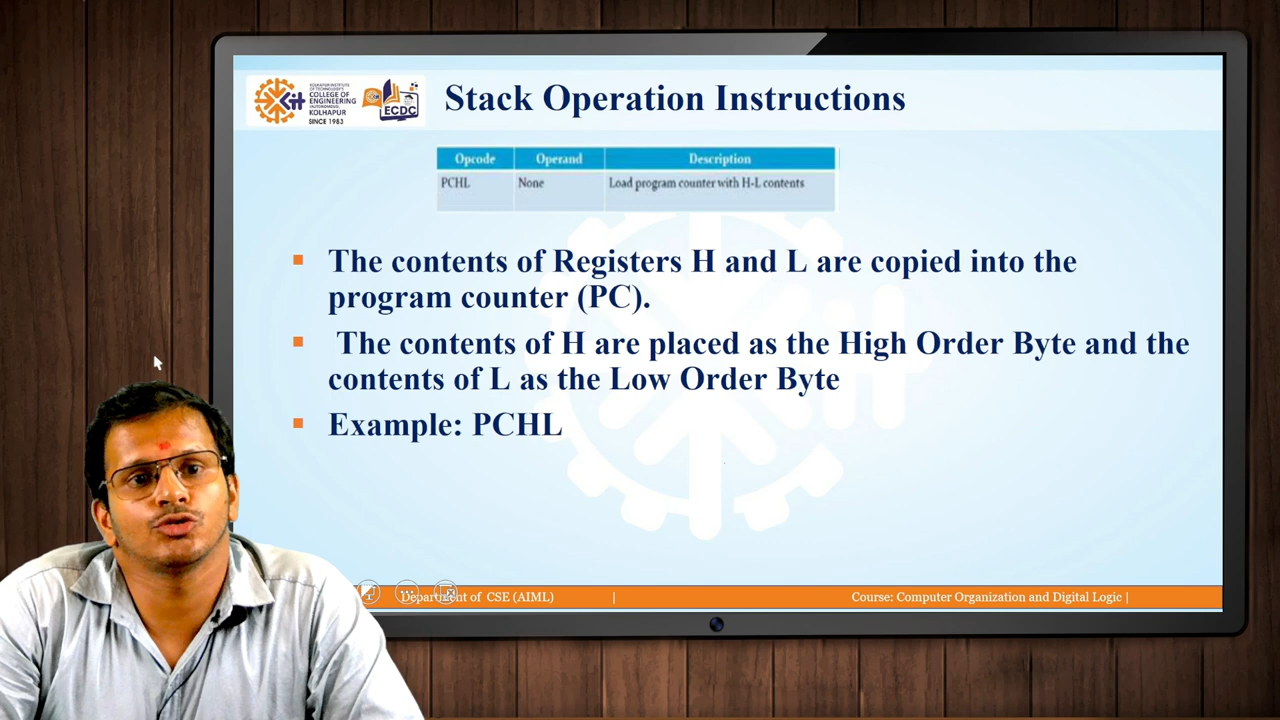 KOLHAPUR INSTITUTE
OF TECHNOLOGY'S
COLLEGE OF
ENGINEERING
(AUTONOMOUS),
KOLHAPUR
SINCE 1983
ECDC
Stack Operation Instructions
Opcode Operand Description
PCHL None Load program counter with H-L contents
▪ The contents of Registers H and L are copied into the
program counter (PC).
▪ The contents of H are placed as the High Order Byte and the
contents of L as the Low Order Byte
▪ Example: PCHL
Department of CSE (AIML) | Course: Computer Organization and Digital Logic |